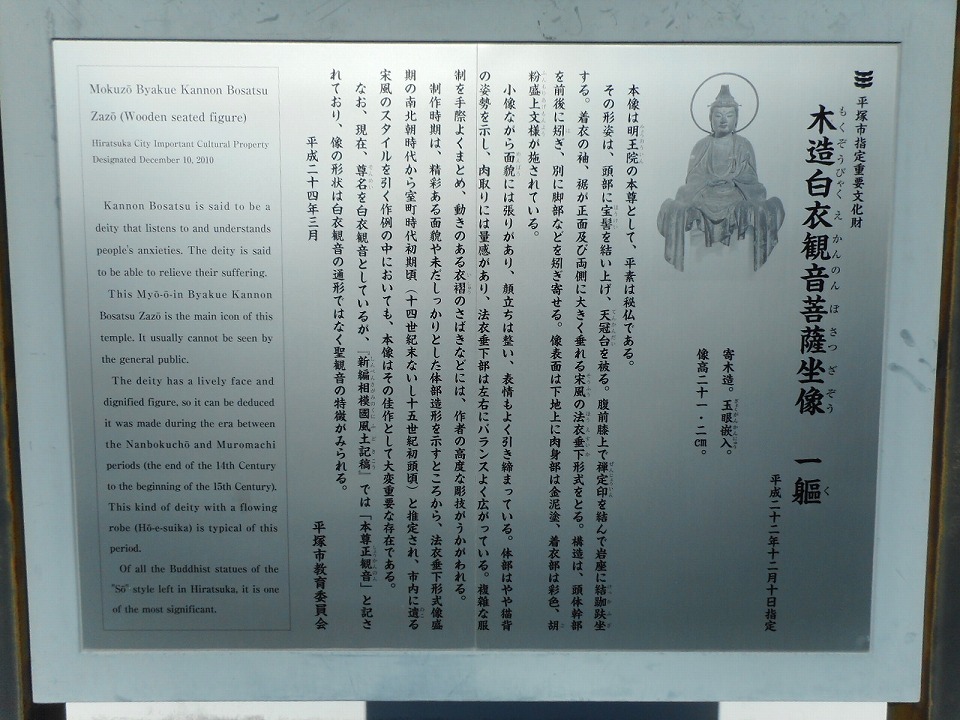 平塚市指定重要文化財
木造白衣観音菩薩坐像 一軀
もくぞうびゃくえかんのんぼさつざぞう く
平成二十二年十二月十日指定
寄木造。玉眼嵌入。
像高二十一・二㎝。
本像は明王院の本尊として、平素は秘仏である。
その形姿は、頭部に宝髻を結い上げ、天冠台を被る。腹前膝上で禅定印を結んで岩座に結跏趺坐
する。着衣の袖、裾が正面及び両側に大きく垂れる宋風の法衣垂下形式をとる。構造は、頭体幹部
を前後に矧ぎ、別に脚部などを矧ぎ寄せる。像表面は下地上に肉身部は金泥塗、着衣部は彩色、胡
粉盛上文様が施されている。
小像ながら面貌には張りがあり、顔立ちは整い、表情もよく引き締まっている。体部はやや猫背
の姿勢を示し、肉取りには量感があり、法衣垂下部は左右にバランスよく広がっている。複雑な服
制を手際よくまとめ、動きのある衣褶のさばきなどには、作者の高度な彫技がうかがわれる。
制作時期は、精彩ある面貌や未だしっかりとした体部造形を示すところから、法衣垂下形式像盛
期の南北朝時代から室町時代初期頃（十四世紀末ないし十五世紀初頭頃）と推定され、市内に遺る
宋風のスタイルを引く作例の中においても、本像はその佳作として大変重要な存在である。
なお、現在、尊名を白衣観音としているが、『新編相模國風土記稿』では「本尊正観音」と記さ
れており、像の形状は白衣観音の通形ではなく聖観音の特徴がみられる。
平成二十四年三月
平塚市教育委員会
Mokuzō Byakue Kannon Bosatsu
Zazō (Wooden seated figure)
Hiratsuka City Important Cultural Property
Designated December 10, 2010
Kannon Bosatsu is said to be a
deity that listens to and understands
people's anxieties. The deity is said
to be able to relieve their suffering.
This Myō-ō-in Byakue Kannon
Bosatsu Zazō is the main icon of this
temple. It usually cannot be seen by
the general public.
The deity has a lively face and
dignified figure, so it can be deduced
it was made during the era between
the Nanbokuchō and Muromachi
periods (the end of the 14th Century
to the beginning of the 15th Century).
This kind of deity with a flowing
robe (Hō-e-suika) is typical of this
period.
Of all the Buddhist statues of the
"Sō" style left in Hiratsuka, it is one
of the most significant.